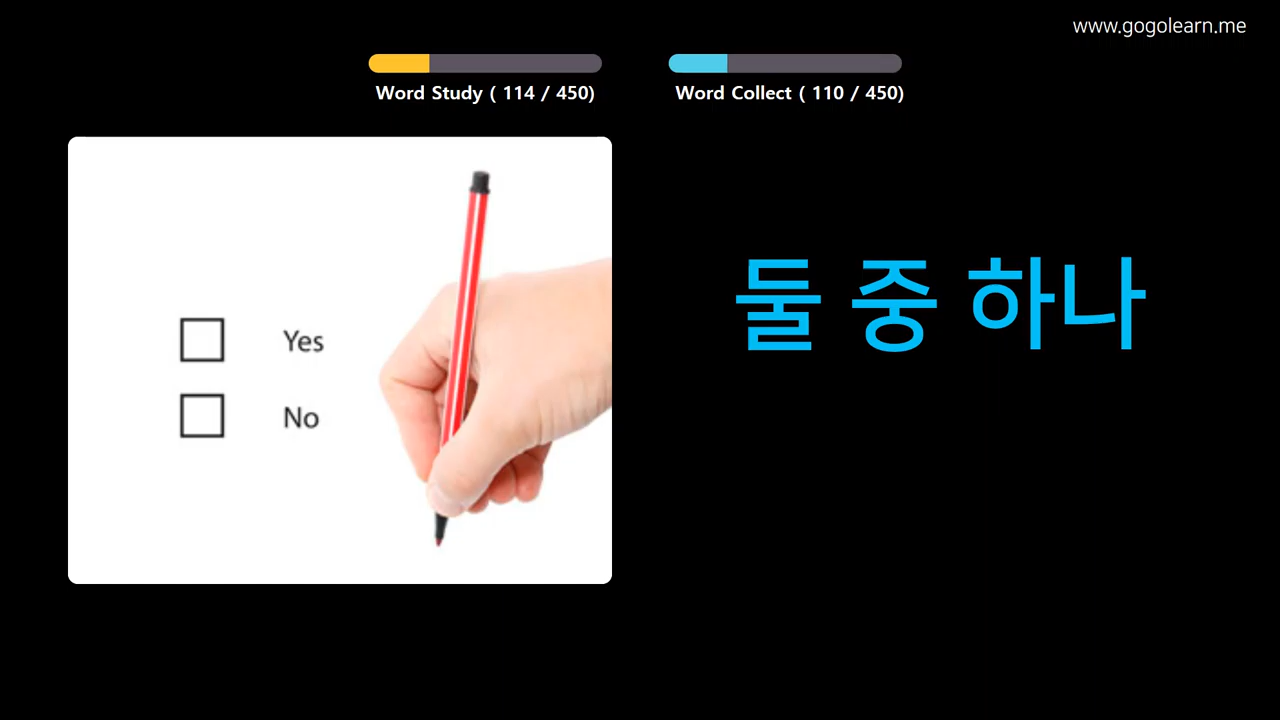 www.gogolearn.me
Word Study ( 114 / 450)
Word Collect ( 110 / 450)
둘 중 하나
Yes
No